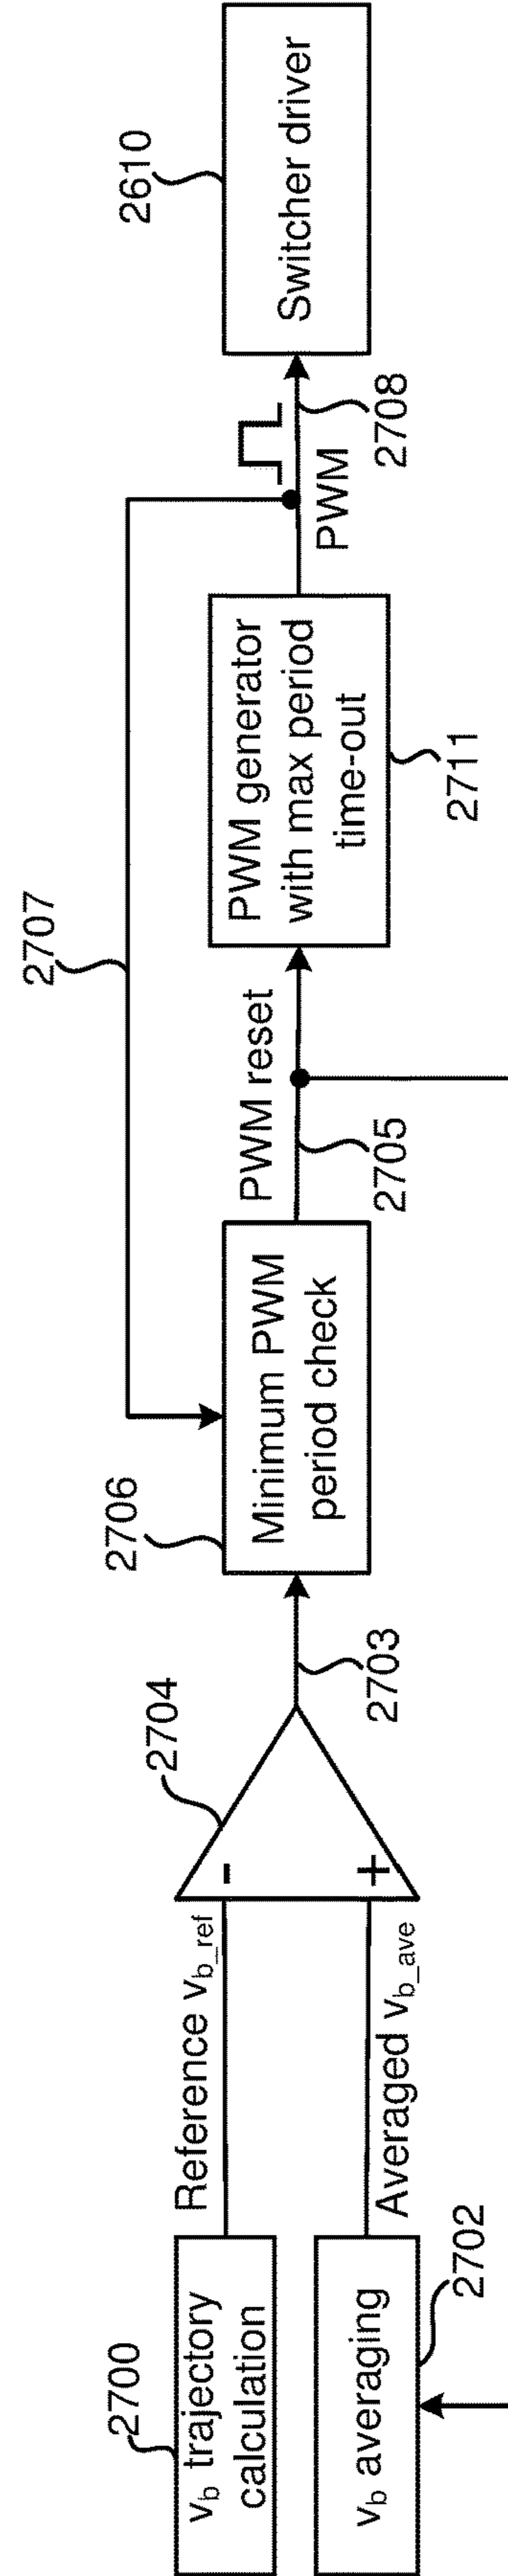 2700
v_b trajectory
calculation
v_b averaging
2702
Reference v_b_ref
Averaged v_b_ave
2704
-
+
2703
2706
Minimum PWM
period check
PWM reset
2705
2707
PWM generator
with max period
time-out
2711
PWM
2708
2610
Switcher driver